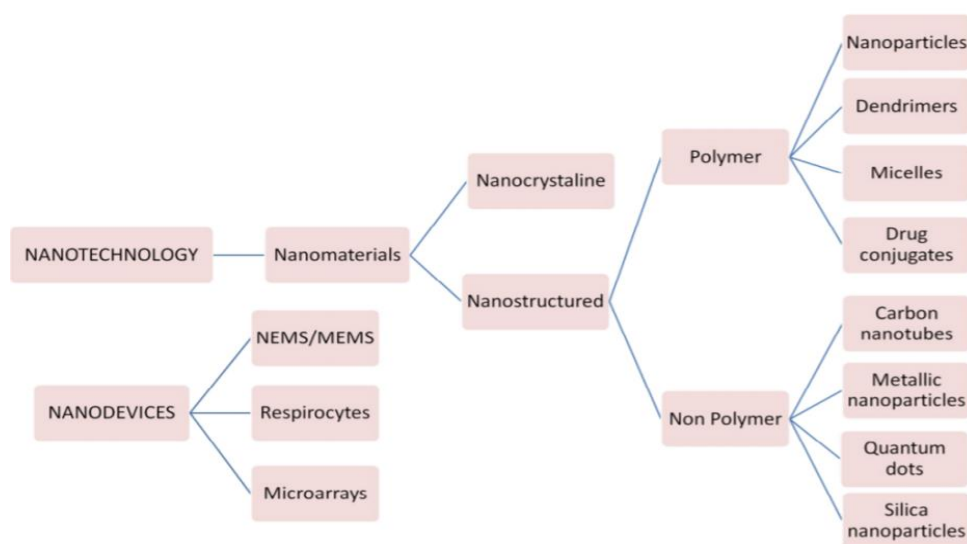 Nanoparticles
Dendrimers
Polymer
Micelles
Nanocrystaline
Drug
conjugates
NANOTECHNOLOGY
Nanomaterials
Nanostructured
Carbon
nanotubes
NEMS/MEMS
Metallic
nanoparticles
NANODEVICES
Respirocytes
Non Polymer
Quantum
dots
Microarrays
Silica
nanoparticles